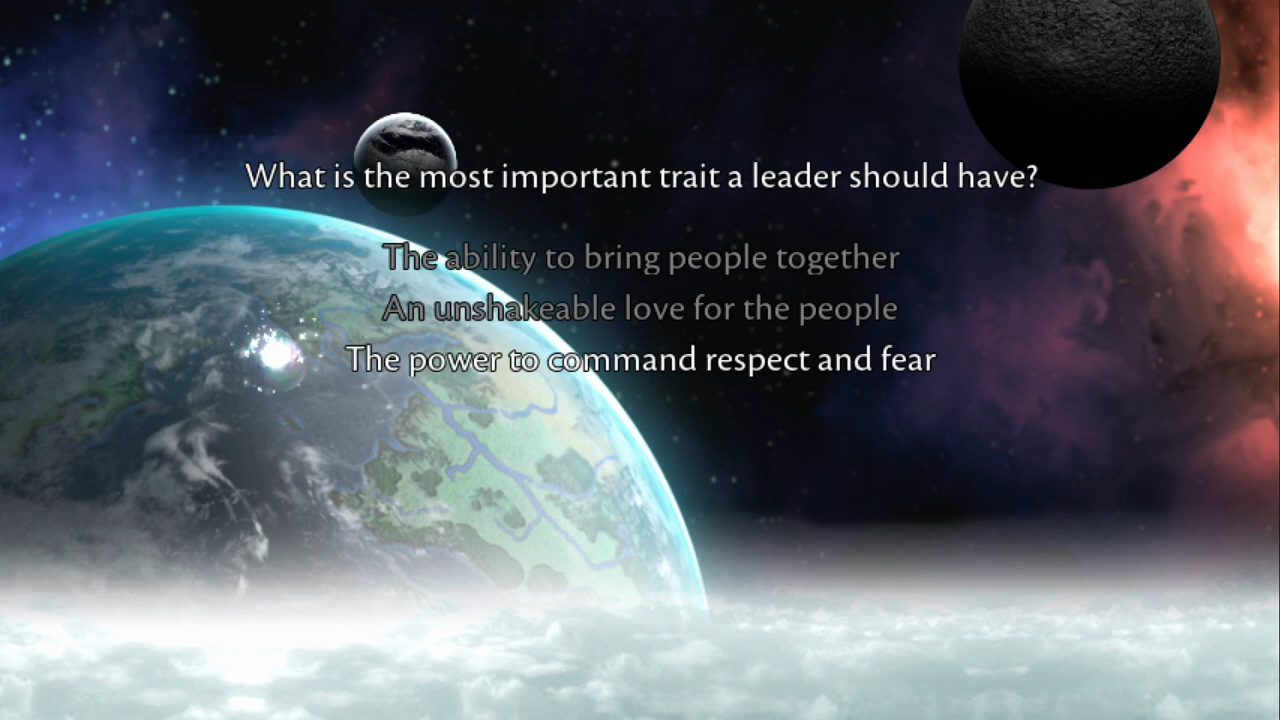 What is the most important trait a leader should have?
The ability to bring people together
An unshakeable love for the people
The power to command respect and fear